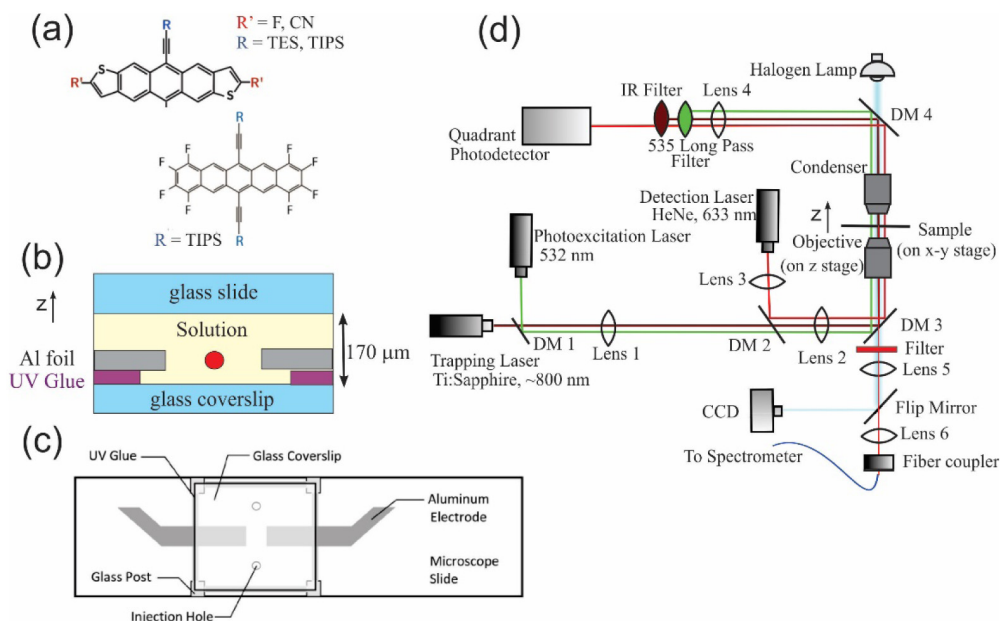 (a)
R' = F, CN
R = TES, TIPS
R
R'
S
S
R'
R
F
F
F
F
F
F
F
F
R
R = TIPS
(b)
z
glass slide
Solution
Al foil
UV Glue
170 μm
glass coverslip
(c)
UV Glue
Glass Coverslip
Aluminum
Electrode
Glass Post
Microscope
Slide
Injection Hole
(d)
Halogen Lamp
IR Filter
Lens 4
DM 4
Quadrant
Photodetector
535 Long Pass
Filter
Condenser
Detection Laser
HeNe, 633 nm
z
Sample
(on x-y stage)
Objective
(on z stage)
Photoexcitation Laser
532 nm
Lens 3
DM 1
Lens 1
DM 2
Lens 2
DM 3
Trapping Laser
Ti:Sapphire, ~800 nm
Filter
Lens 5
CCD
Flip Mirror
Lens 6
To Spectrometer
Fiber coupler